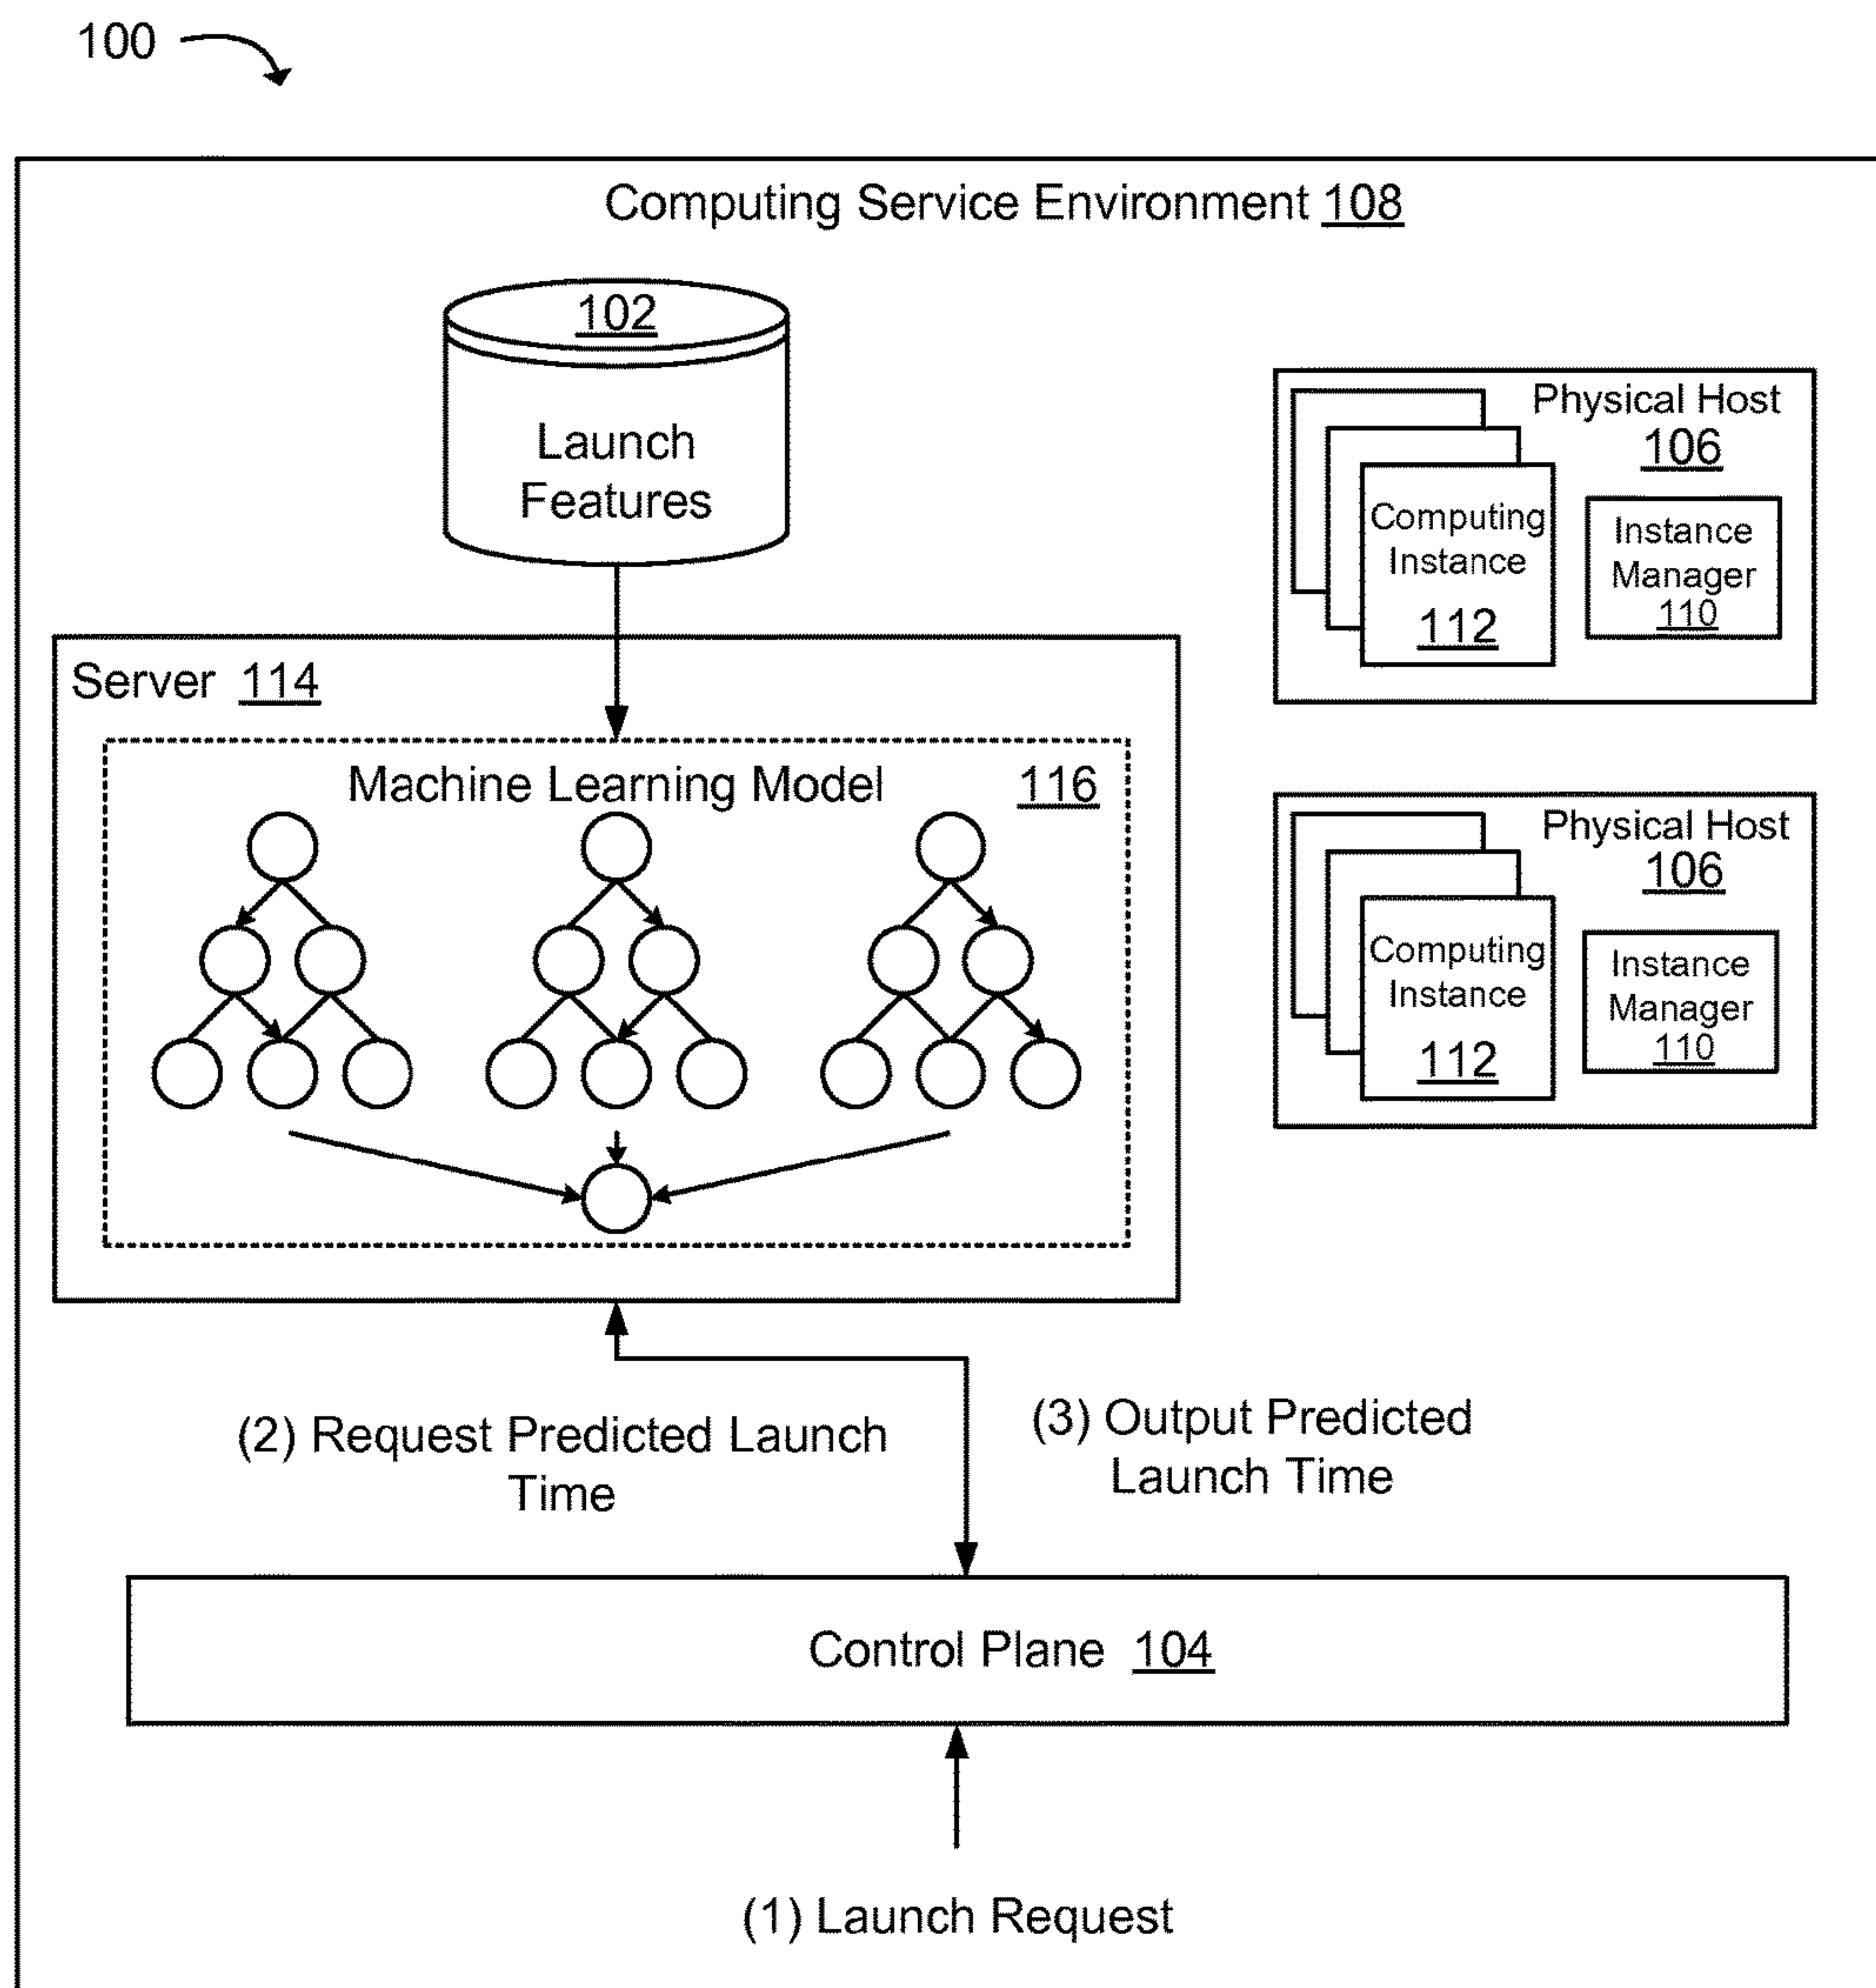 100
Computing Service Environment 108
102
Launch
Features
Physical Host
106
Computing
Instance
112
Instance
Manager
110
Server 114
Machine Learning Model 116
Physical Host
106
Computing
Instance
112
Instance
Manager
110
(2) Request Predicted Launch
Time
(3) Output Predicted
Launch Time
Control Plane 104
(1) Launch Request